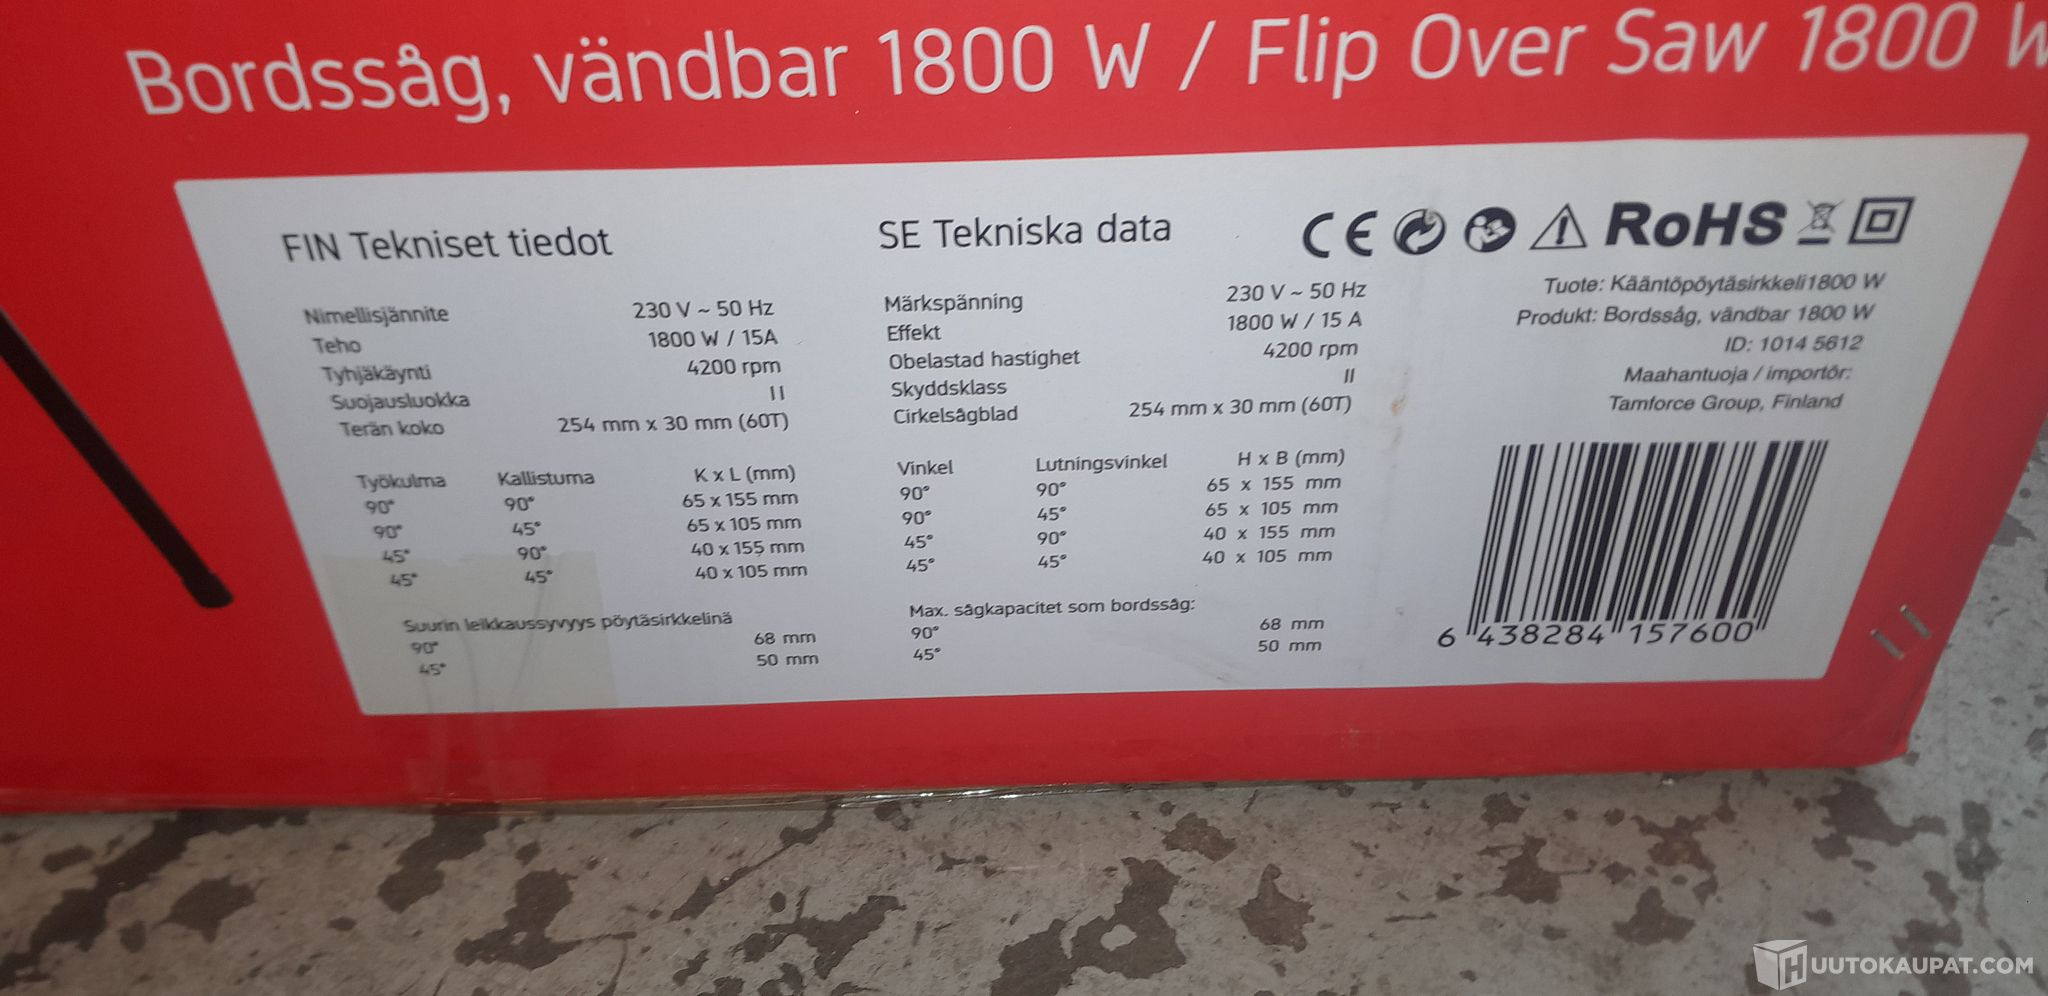 Bordssåg, vändbar 1800 W / Flip Over Saw 1800 W
FIN Tekniset tiedot
Nimellisjännite 230 V ~ 50 Hz
Teho 1800 W / 15A
Tyhjäkäynti 4200 rpm
Suojausluokka II
Terän koko 254 mm x 30 mm (60T)
Työkulma Kallistuma K x L (mm)
90° 90° 65 x 155 mm
90° 45° 65 x 105 mm
45° 90° 40 x 155 mm
45° 45° 40 x 105 mm
Suurin leikkaussyvyys pöytäsirkkelinä
90° 68 mm
45° 50 mm
SE Tekniska data
Märkspänning 230 V ~ 50 Hz
Effekt 1800 W / 15 A
Obelastad hastighet 4200 rpm
Skyddsklass II
Cirkelsågblad 254 mm x 30 mm (60T)
Vinkel Lutningsvinkel H x B (mm)
90° 90° 65 x 155 mm
90° 45° 65 x 105 mm
45° 90° 40 x 155 mm
45° 45° 40 x 105 mm
Max. sågkapacitet som bordssåg:
90° 68 mm
45° 50 mm
CE RoHS
Tuote: Kääntöpöytäsirkkeli1800 W
Produkt: Bordssåg, vändbar 1800 W
ID: 1014 5612
Maahantuoja / importör:
Tamforce Group, Finland
6 438284 157600
HUUTOKAUPAT.COM